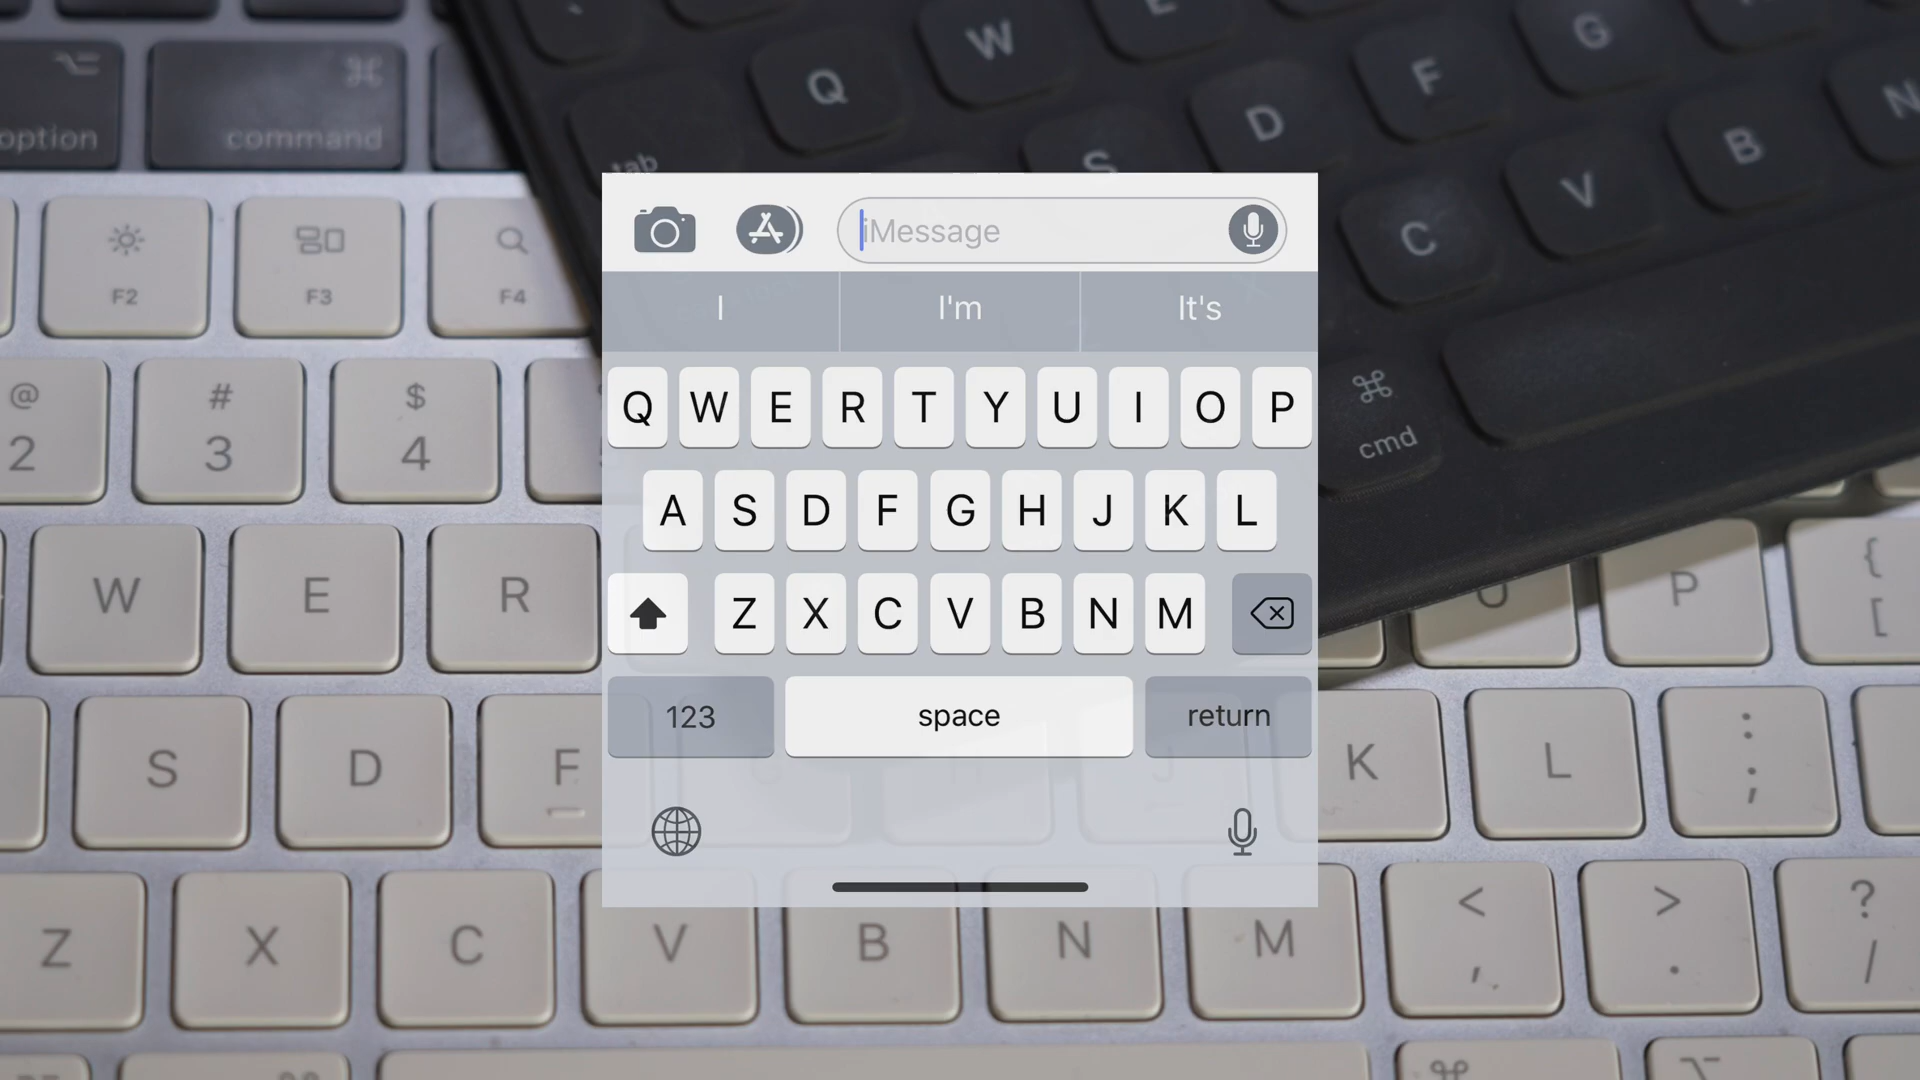 Q W E
option command
tab S D F G
C V B N
iMessage
F2 F3 F4
I I'm It's
Q W E R T Y U I O P
cmd
@ # $
2 3 4
A S D F G H J K L
W E R
P { [
Z X C V B N M
123 space return
S D F
K L : ;
Z X C V B N M < , > . ? /